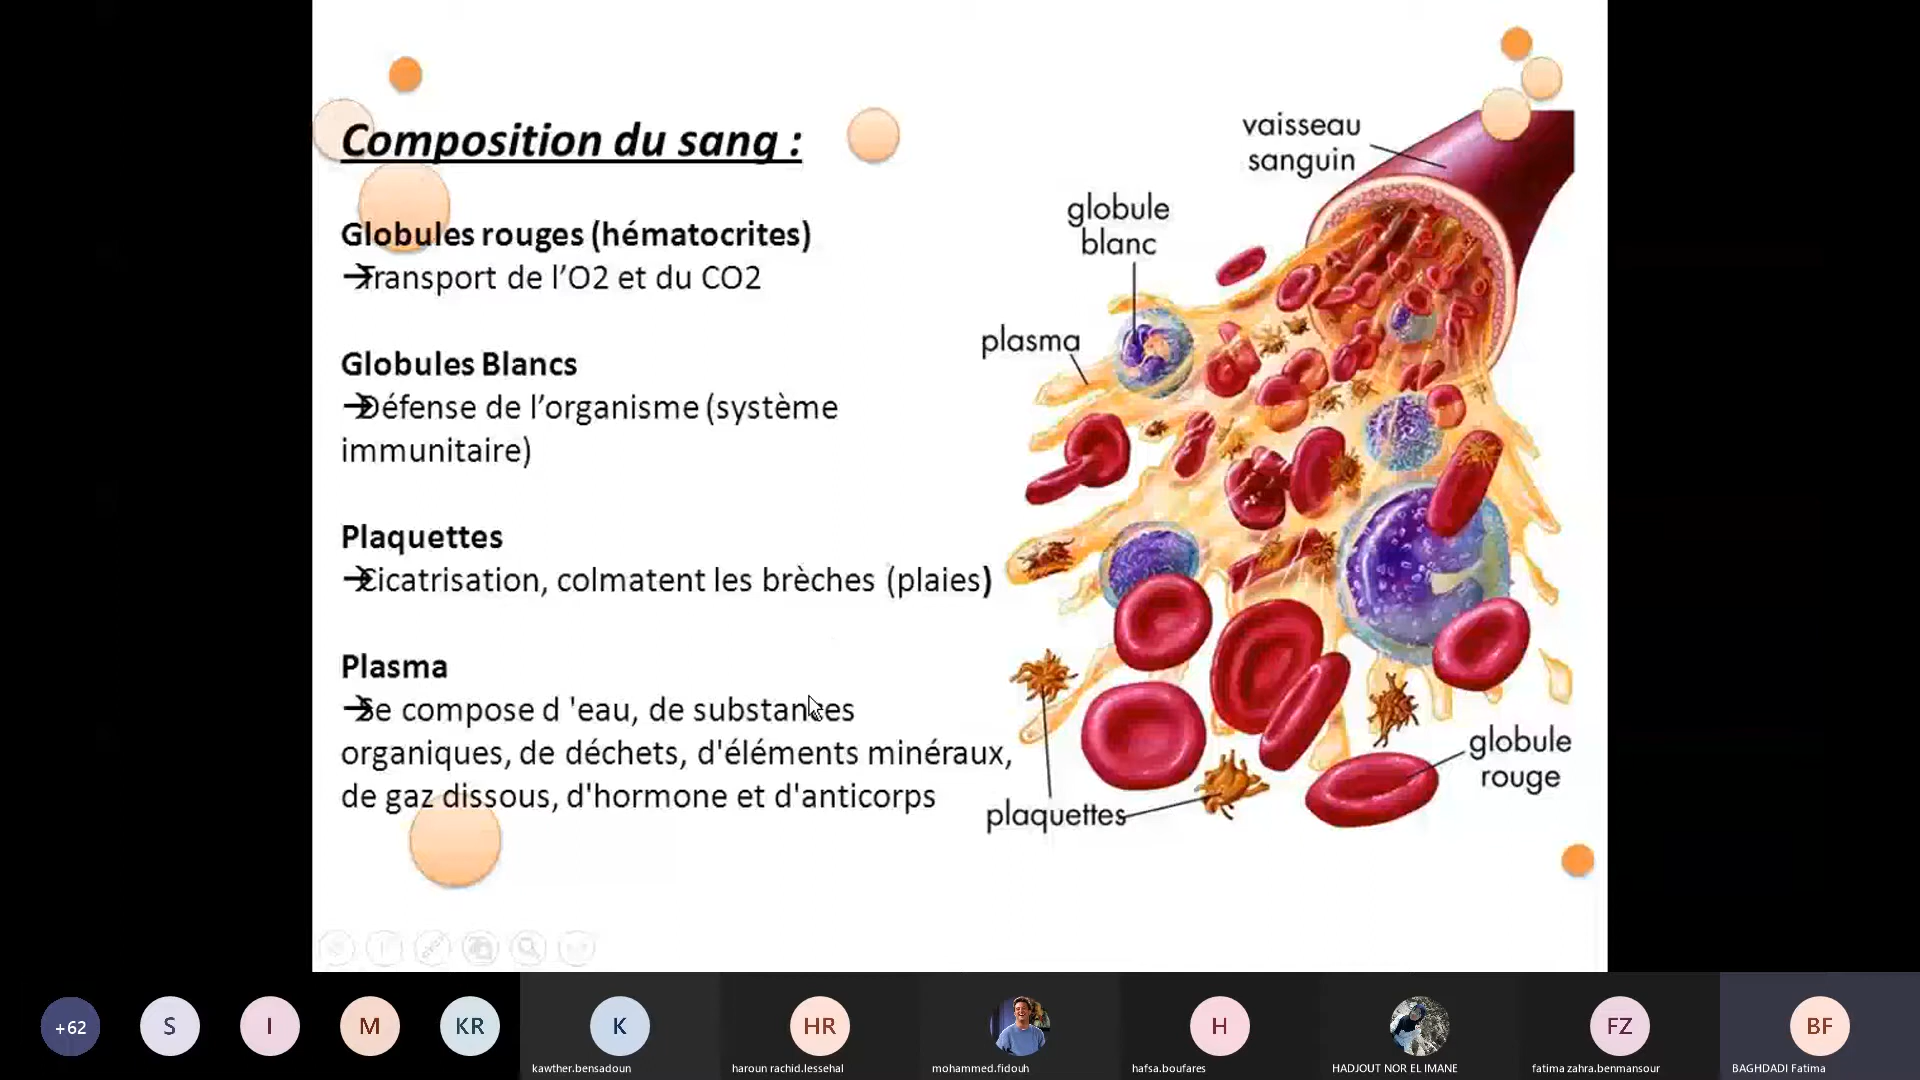 Composition du sang :
Globules rouges (hématocrites)
→Transport de l’O2 et du CO2
Globules Blancs
→Défense de l’organisme (système
immunitaire)
Plaquettes
→Cicatrisation, colmatent les brèches (plaies)
Plasma
→Se compose d 'eau, de substances
organiques, de déchets, d'éléments minéraux,
de gaz dissous, d'hormone et d'anticorps
vaisseau
sanguin
globule
blanc
plasma
plaquettes
globule
rouge
+62
S
I
M
KR
K
kawther.bensadoun
HR
haroun rachid.lessehal
mohammed.fidouh
H
hafsa.boufares
HADJOUT NOR EL IMANE
FZ
fatima zahra.benmansour
BF
BAGHDADI Fatima